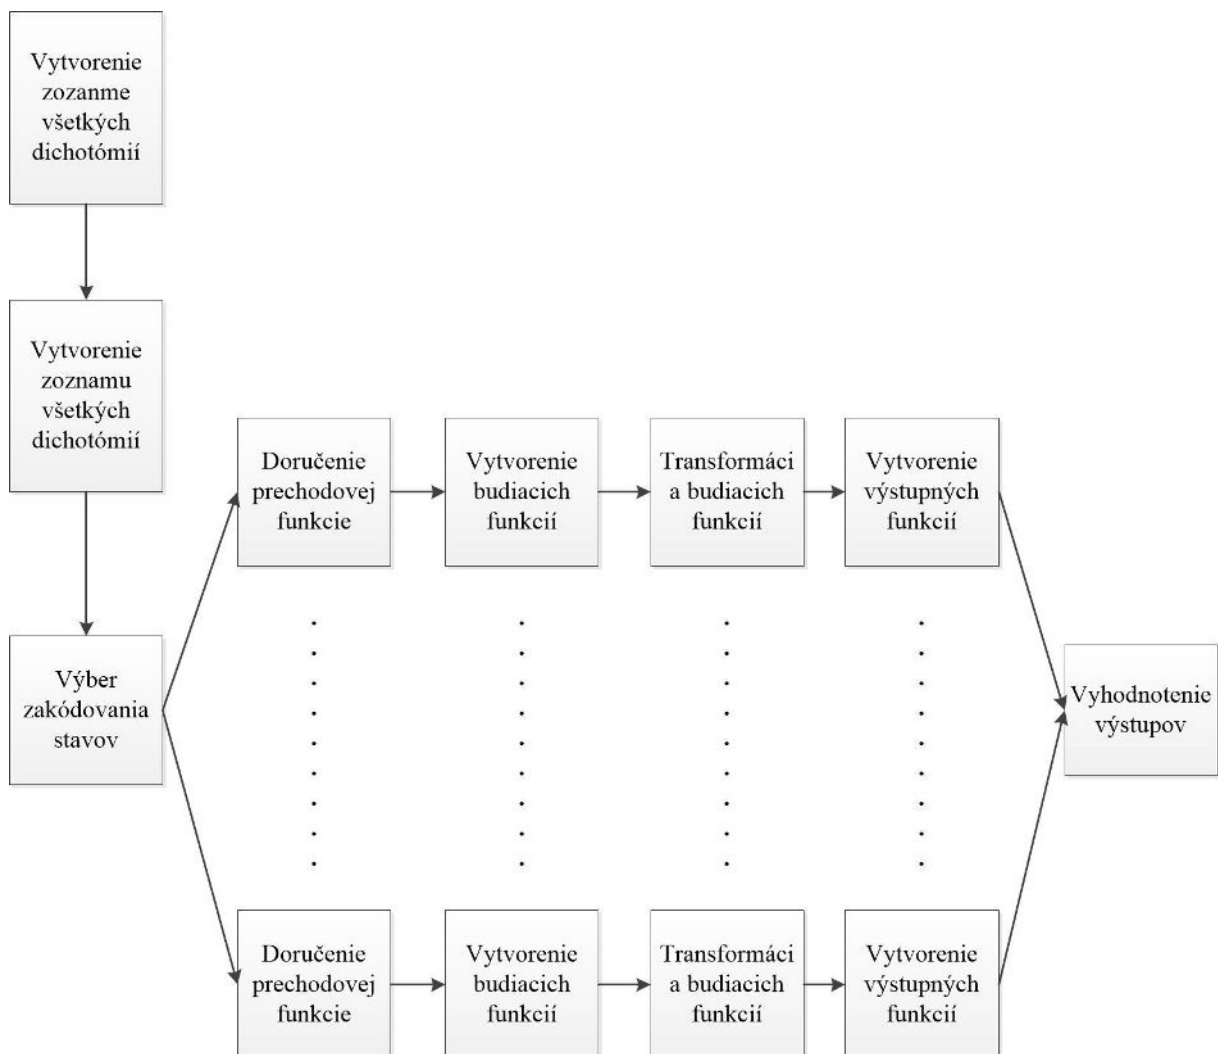 Vytvorenie
zozanme
všetkých
dichotómií
Vytvorenie
zoznamu
všetkých
dichotómií
Výber
zakódovania
stavov
Doručenie
prechodovej
funkcie
Vytvorenie
budiacich
funkcií
Transformáci
a budiacich
funkcií
Vytvorenie
výstupných
funkcií
Doručenie
prechodovej
funkcie
Vytvorenie
budiacich
funkcií
Transformáci
a budiacich
funkcií
Vytvorenie
výstupných
funkcií
Vyhodnotenie
výstupov